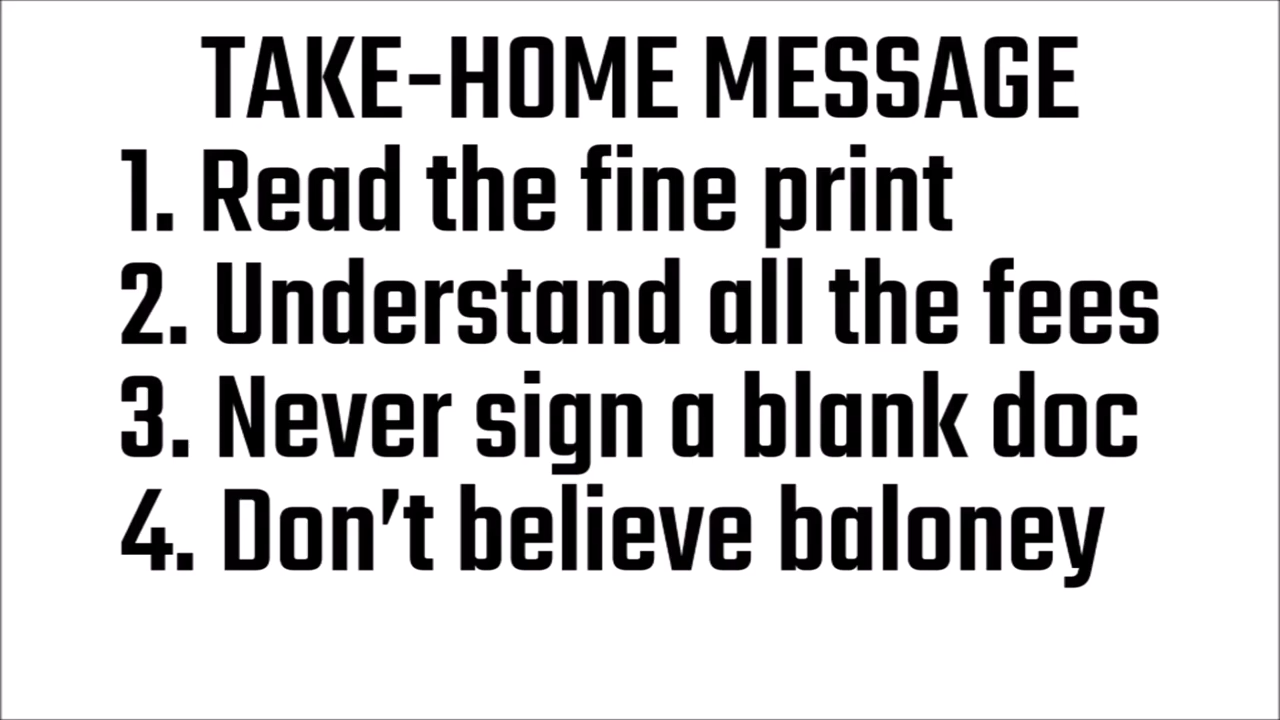 TAKE-HOME MESSAGE
1. Read the fine print
2. Understand all the fees
3. Never sign a blank doc
4. Don’t believe baloney